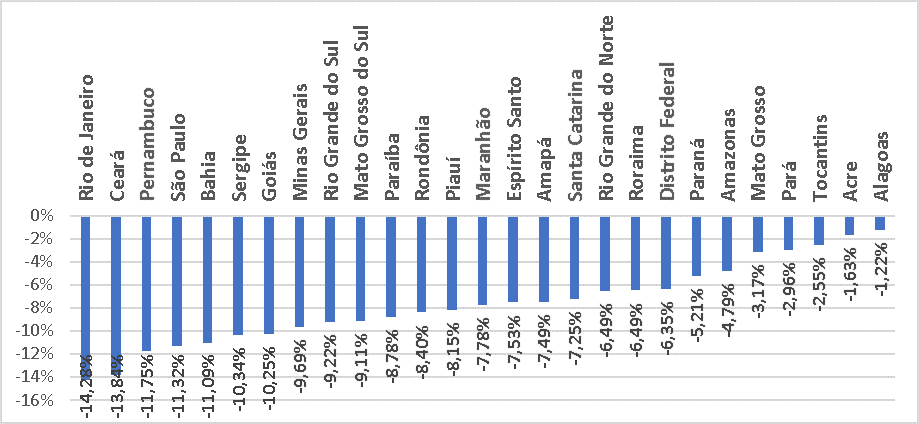 Rio de Janeiro
Ceará
Pernambuco
São Paulo
Bahia
Sergipe
Goiás
Minas Gerais
Rio Grande do Sul
Mato Grosso do Sul
Paraíba
Rondônia
Piauí
Maranhão
Espírito Santo
Amapá
Santa Catarina
Rio Grande do Norte
Roraima
Distrito Federal
Paraná
Amazonas
Mato Grosso
Pará
Tocantins
Acre
Alagoas
0%
-2%
-4%
-6%
-8%
-10%
-12%
-14%
-16%
-14,28%
-13,84%
-11,75%
-11,32%
-11,09%
-10,34%
-10,25%
-9,69%
-9,22%
-9,11%
-8,78%
-8,40%
-8,15%
-7,78%
-7,53%
-7,49%
-7,25%
-6,49%
-6,49%
-6,35%
-5,21%
-4,79%
-3,17%
-2,96%
-2,55%
-1,63%
-1,22%